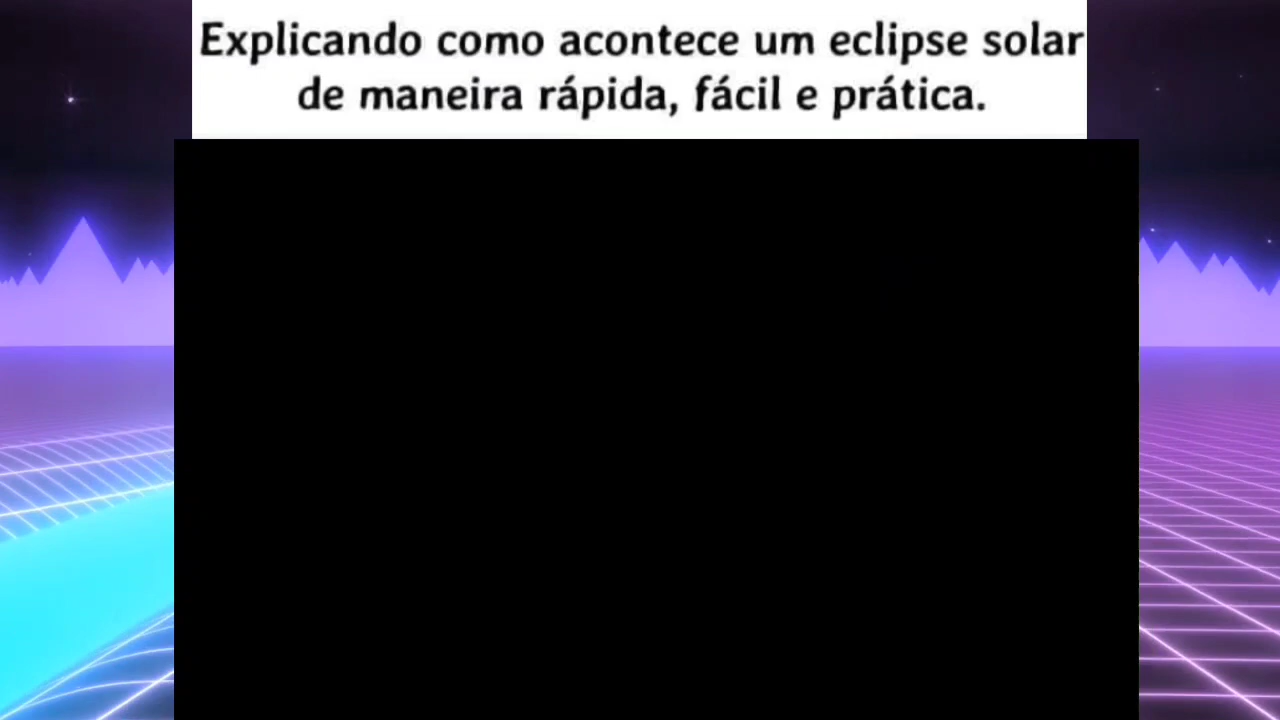 Explicando como acontece um eclipse solar
de maneira rápida, fácil e prática.